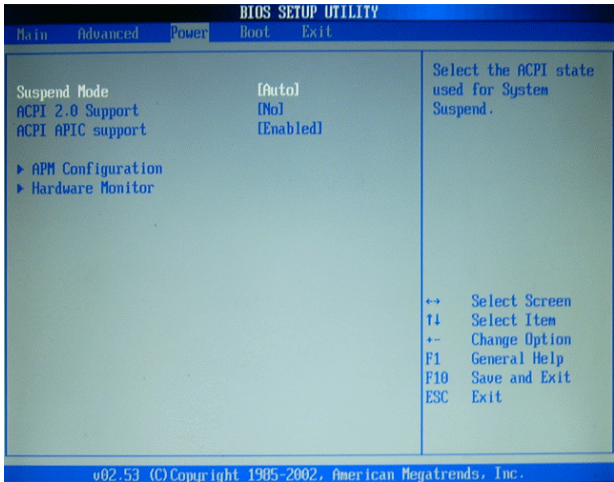 BIOS SETUP UTILITY
Main Advanced Power Boot Exit
Suspend Mode [Auto]
ACPI 2.0 Support [No]
ACPI APIC support [Enabled]
▶ APM Configuration
▶ Hardware Monitor
Select the ACPI state
used for System
Suspend.
↔ Select Screen
↑↓ Select Item
+- Change Option
F1 General Help
F10 Save and Exit
ESC Exit
v02.53 (C)Copyright 1985-2002, American Megatrends, Inc.